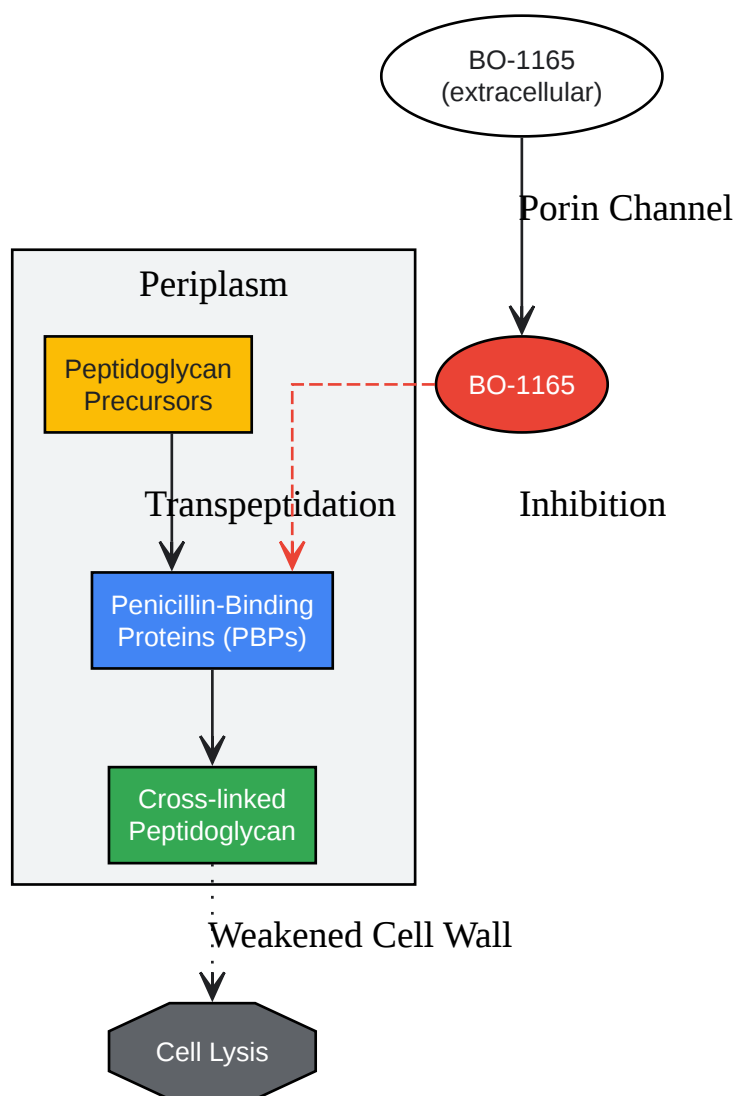 BO-1165
(extracellular)
Porin Channel
Periplasm
Peptidoglycan
Precursors
BO-1165
Transpeptidation
Inhibition
Penicillin-Binding
Proteins (PBPs)
Cross-linked
Peptidoglycan
Weakened Cell Wall
Cell Lysis